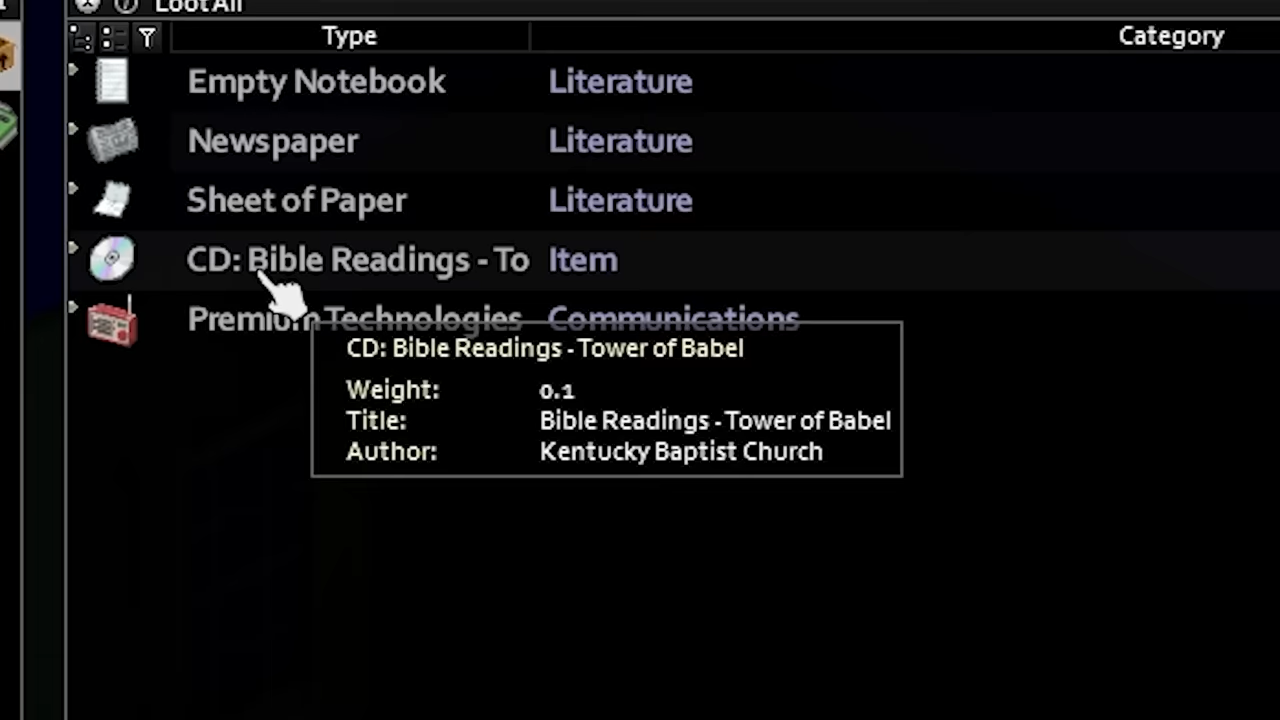 Loot All
Type Category
Empty Notebook Literature
Newspaper Literature
Sheet of Paper Literature
CD: Bible Readings - To Item
Premium Technologies Communications
CD: Bible Readings - Tower of Babel
Weight: 0.1
Title: Bible Readings - Tower of Babel
Author: Kentucky Baptist Church